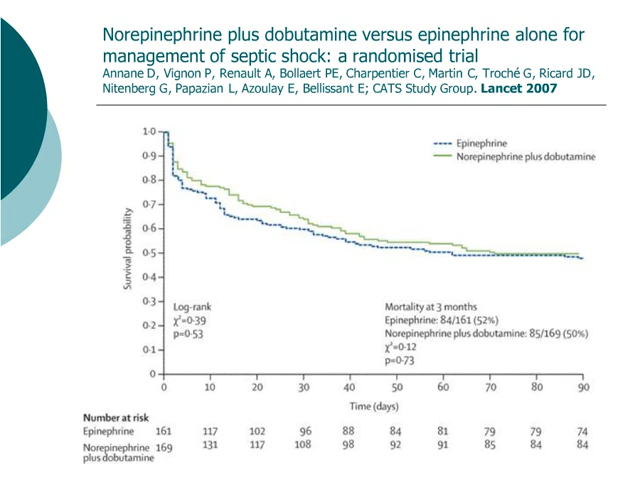 Norepinephrine plus dobutamine versus epinephrine alone for
management of septic shock: a randomised trial
Annane D, Vignon P, Renault A, Bollaert PE, Charpentier C, Martin C, Troché G, Ricard JD,
Nitenberg G, Papazian L, Azoulay E, Bellissant E; CATS Study Group. Lancet 2007
Epinephrine
Norepinephrine plus dobutamine
Survival probability
1·0
0·9
0·8
0·7
0·6
0·5
0·4
0·3
0·2
0·1
0
Log-rank
χ²=0·39
p=0·53
Mortality at 3 months
Epinephrine: 84/161 (52%)
Norepinephrine plus dobutamine: 85/169 (50%)
χ²=0·12
p=0·73
0 10 20 30 40 50 60 70 80 90
Time (days)
Number at risk
Epinephrine 161 117 102 96 88 84 81 79 79 74
Norepinephrine 169 131 117 108 98 92 91 85 84 84
plus dobutamine